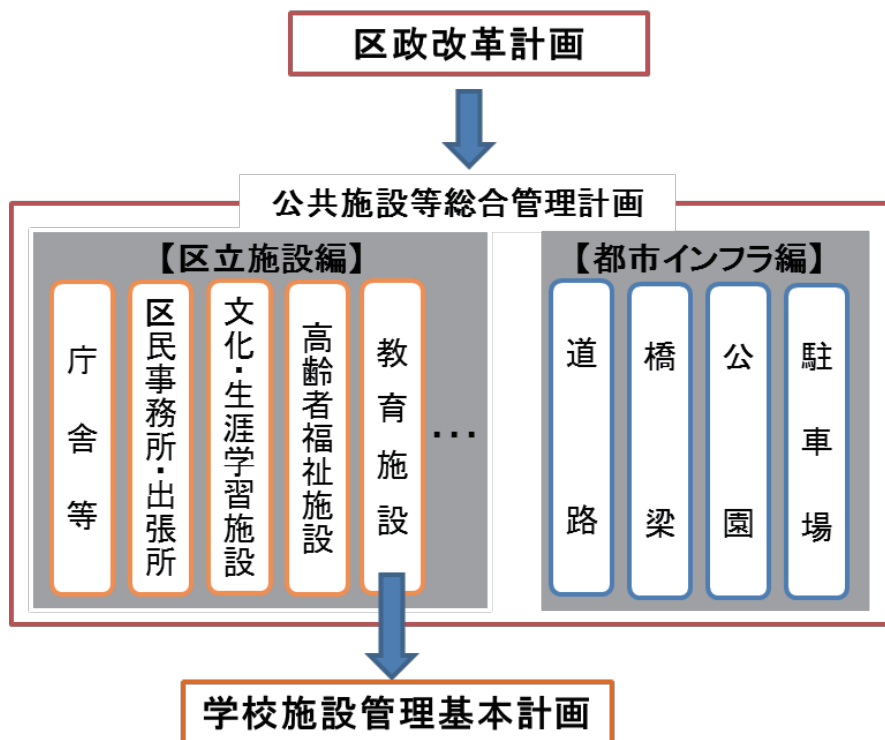 区政改革計画
公共施設等総合管理計画
【区立施設編】
庁舎等
区民事務所・出張所
文化・生涯学習施設
高齢者福祉施設
教育施設
…
【都市インフラ編】
道路
橋梁
公園
駐車場
学校施設管理基本計画